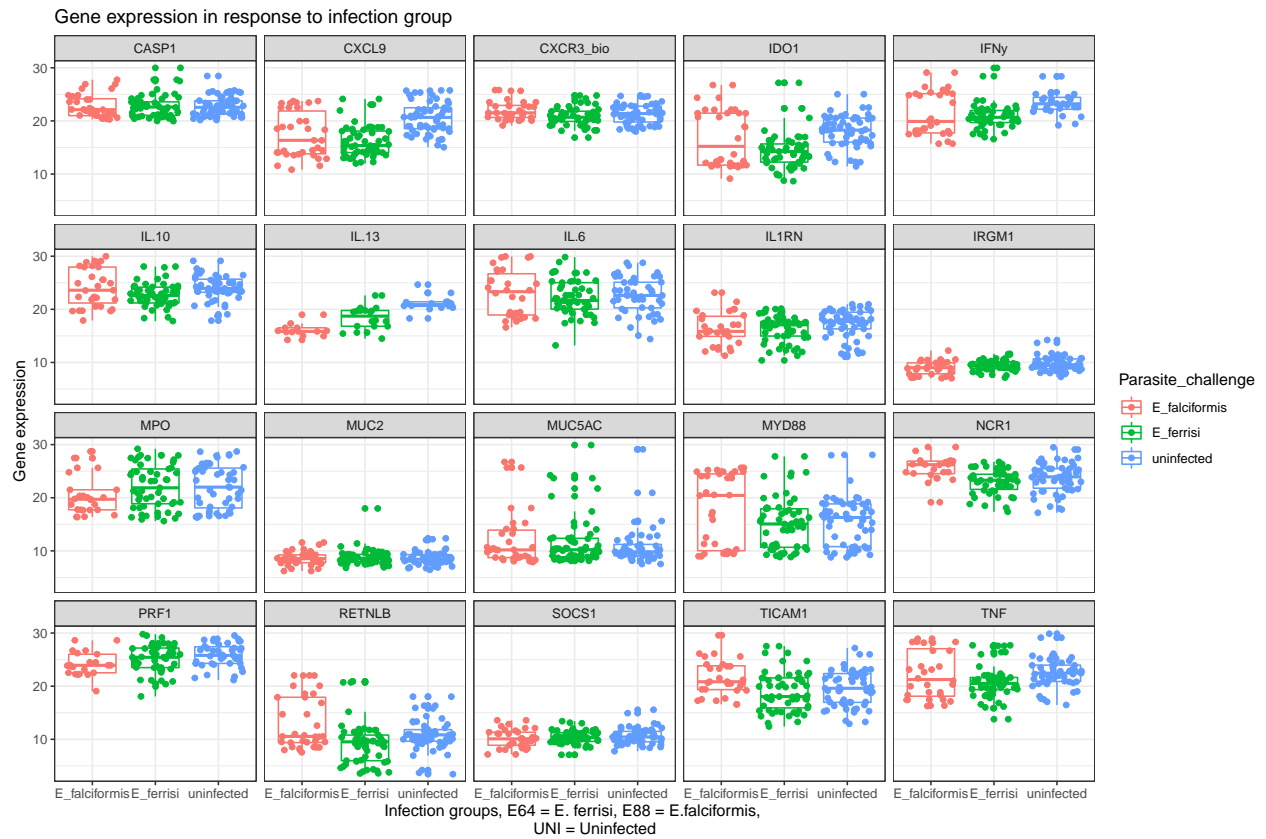 Gene expression in response to infection group
CASP1 CXCL9 CXCR3_bio IDO1 IFNy
30
20
10
IL.10 IL.13 IL.6 IL1RN IRGM1
30
20
10
MPO MUC2 MUC5AC MYD88 NCR1
30
20
10
PRF1 RETNLB SOCS1 TICAM1 TNF
30
20
10
E_falciformis E_ferrisi uninfected E_falciformis E_ferrisi uninfected E_falciformis E_ferrisi uninfected E_falciformis E_ferrisi uninfected E_falciformis E_ferrisi uninfected
Infection groups, E64 = E. ferrisi, E88 = E.falciformis,
UNI = Uninfected
Gene expression
Parasite_challenge
E_falciformis
E_ferrisi
uninfected